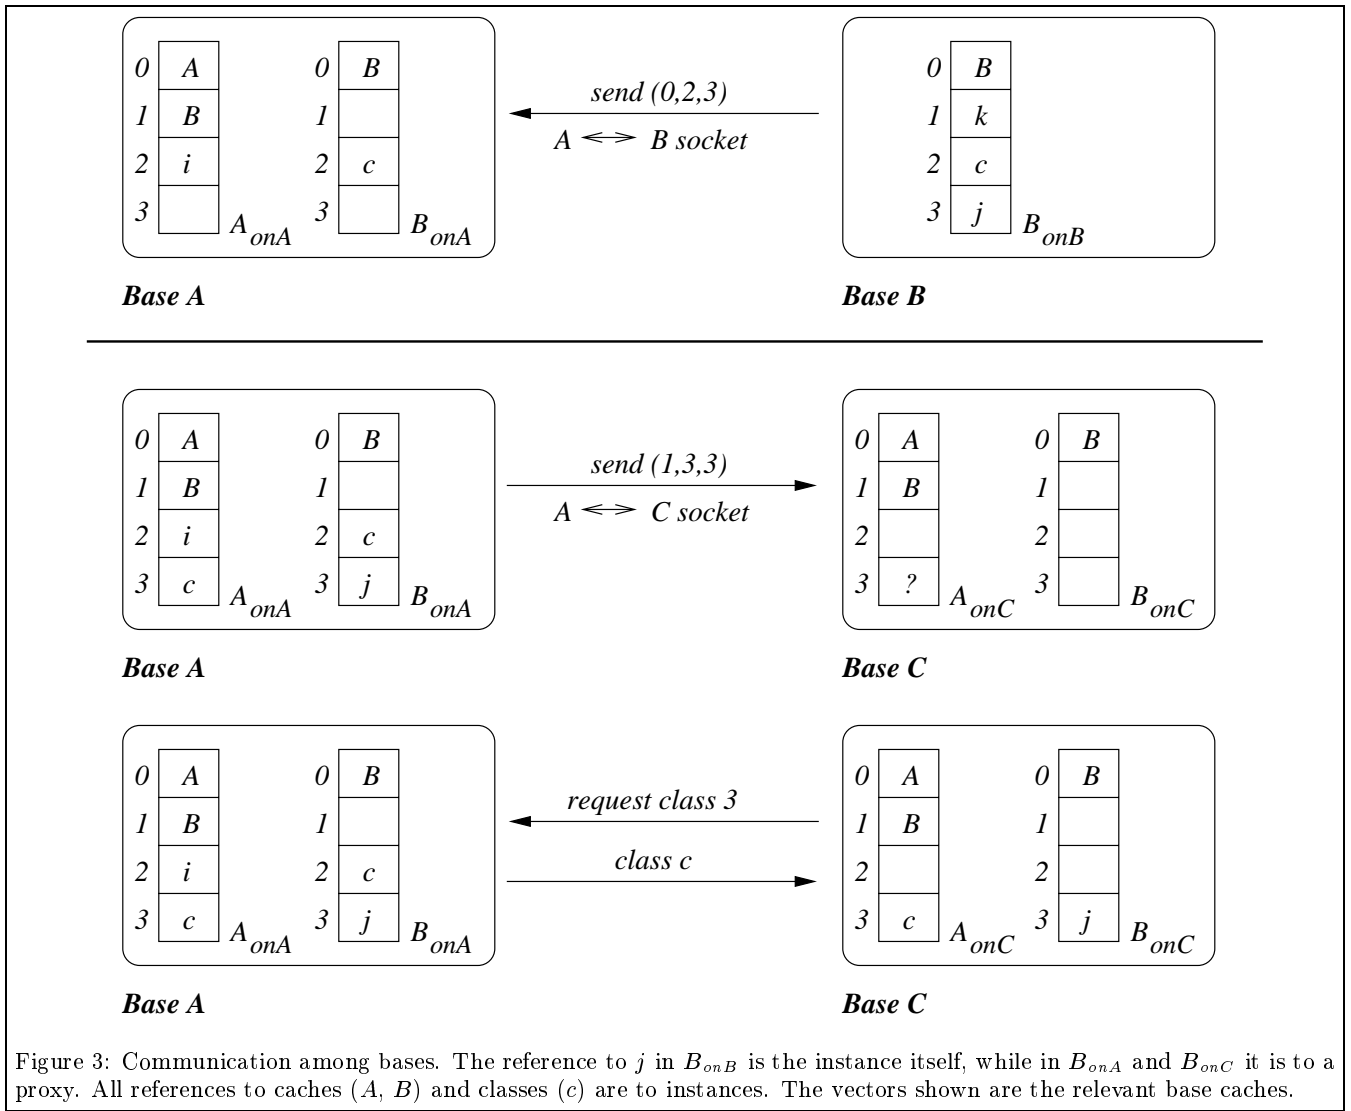 0 A 0 B 0 B
send (0,2,3)
1 B 1 1 k
A <=> B socket
2 i 2 c 2 c
3 3 3 j
A onA B onA B onB
Base A Base B
0 A 0 B 0 A 0 B
send (1,3,3)
1 B 1 1 B 1
A <=> C socket
2 i 2 c 2 2
3 c 3 j 3 ? 3
A onA B onA A onC B onC
Base A Base C
0 A 0 B 0 A 0 B
request class 3
1 B 1 1 B 1
class c
2 i 2 c 2 2
3 c 3 j 3 c 3 j
A onA B onA A onC B onC
Base A Base C
Figure 3: Communication among bases. The reference to j in B onB is the instance itself, while in B onA and B onC it is to a
proxy. All references to caches (A, B) and classes (c) are to instances. The vectors shown are the relevant base caches.